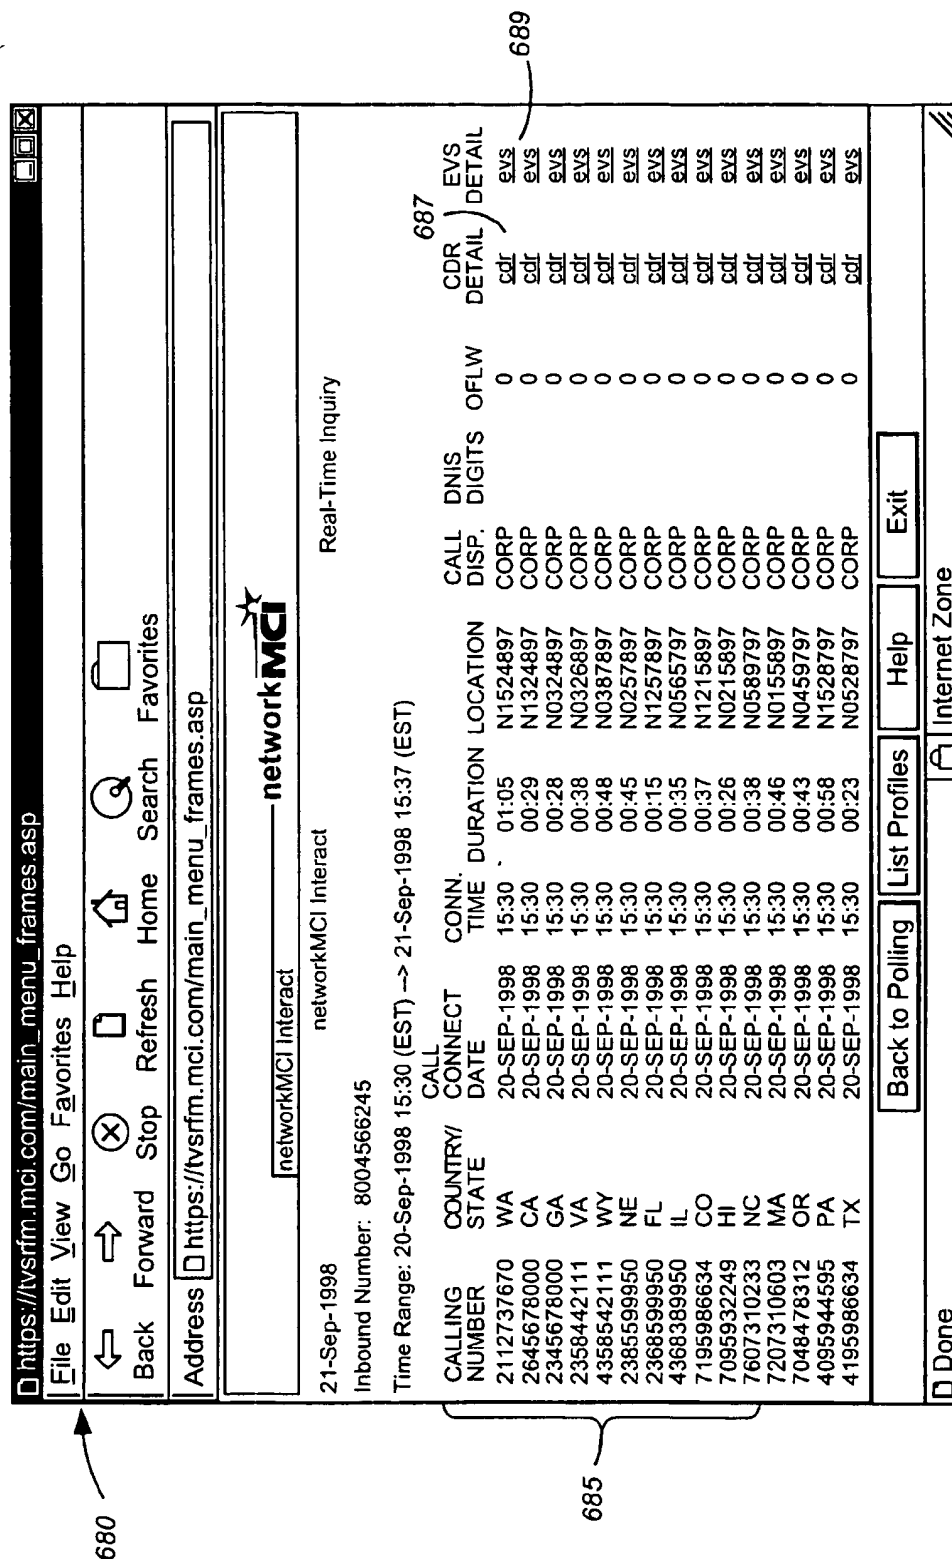 https://tvsrfm.mci.com/main_menu_frames.asp
File Edit View Go Favorites Help
Back Forward Stop Refresh Home Search Favorites
Address https://tvsrfm.mci.com/main_menu_frames.asp
networkMCI
networkMCI Interact
21-Sep-1998 networkMCI Interact Real-Time Inquiry
Inbound Number: 8004566245
Time Range: 20-Sep-1998 15:30 (EST) --> 21-Sep-1998 15:37 (EST)
CALL
CALLING COUNTRY/ CONNECT CONN. CALL DNIS CDR EVS
NUMBER STATE DATE TIME DURATION LOCATION DISP. DIGITS OFLW DETAIL DETAIL
2112737670 WA 20-SEP-1998 15:30 01:05 N1524897 CORP 0 cdr evs
2645678000 CA 20-SEP-1998 15:30 00:29 N1324897 CORP 0 cdr evs
2345678000 GA 20-SEP-1998 15:30 00:28 N0324897 CORP 0 cdr evs
2358442111 VA 20-SEP-1998 15:30 00:38 N0326897 CORP 0 cdr evs
4358542111 WY 20-SEP-1998 15:30 00:48 N0387897 CORP 0 cdr evs
2385599950 NE 20-SEP-1998 15:30 00:45 N0257897 CORP 0 cdr evs
2368599950 FL 20-SEP-1998 15:30 00:15 N1257897 CORP 0 cdr evs
4368389950 IL 20-SEP-1998 15:30 00:35 N0565797 CORP 0 cdr evs
7195986634 CO 20-SEP-1998 15:30 00:37 N1215897 CORP 0 cdr evs
7095932249 HI 20-SEP-1998 15:30 00:26 N0215897 CORP 0 cdr evs
7607310233 NC 20-SEP-1998 15:30 00:38 N0589797 CORP 0 cdr evs
7207310603 MA 20-SEP-1998 15:30 00:46 N0155897 CORP 0 cdr evs
7048478312 OR 20-SEP-1998 15:30 00:43 N0459797 CORP 0 cdr evs
4095944595 PA 20-SEP-1998 15:30 00:58 N1528797 CORP 0 cdr evs
4195986634 TX 20-SEP-1998 15:30 00:23 N0528797 CORP 0 cdr evs
Back to Polling List Profiles Help Exit
Done Internet Zone
680
685
687
689